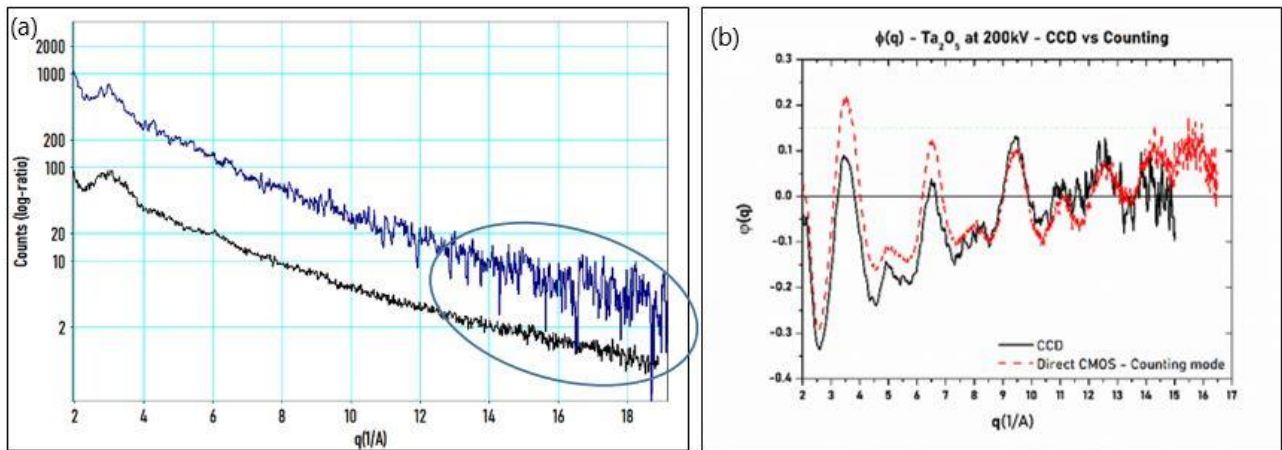 (a)
2000
1000
200
100
20
10
2
Counts (log-ratio)
2 4 6 8 10 12 14 16 18
q(1/A)
(b)
ϕ(q) - Ta₂O₅ at 200kV - CCD vs Counting
0.3
0.2
0.1
0.0
-0.1
-0.2
-0.3
-0.4
φ(q)
CCD
Direct CMOS - Counting mode
2 3 4 5 6 7 8 9 10 11 12 13 14 15 16 17
q(1/A)